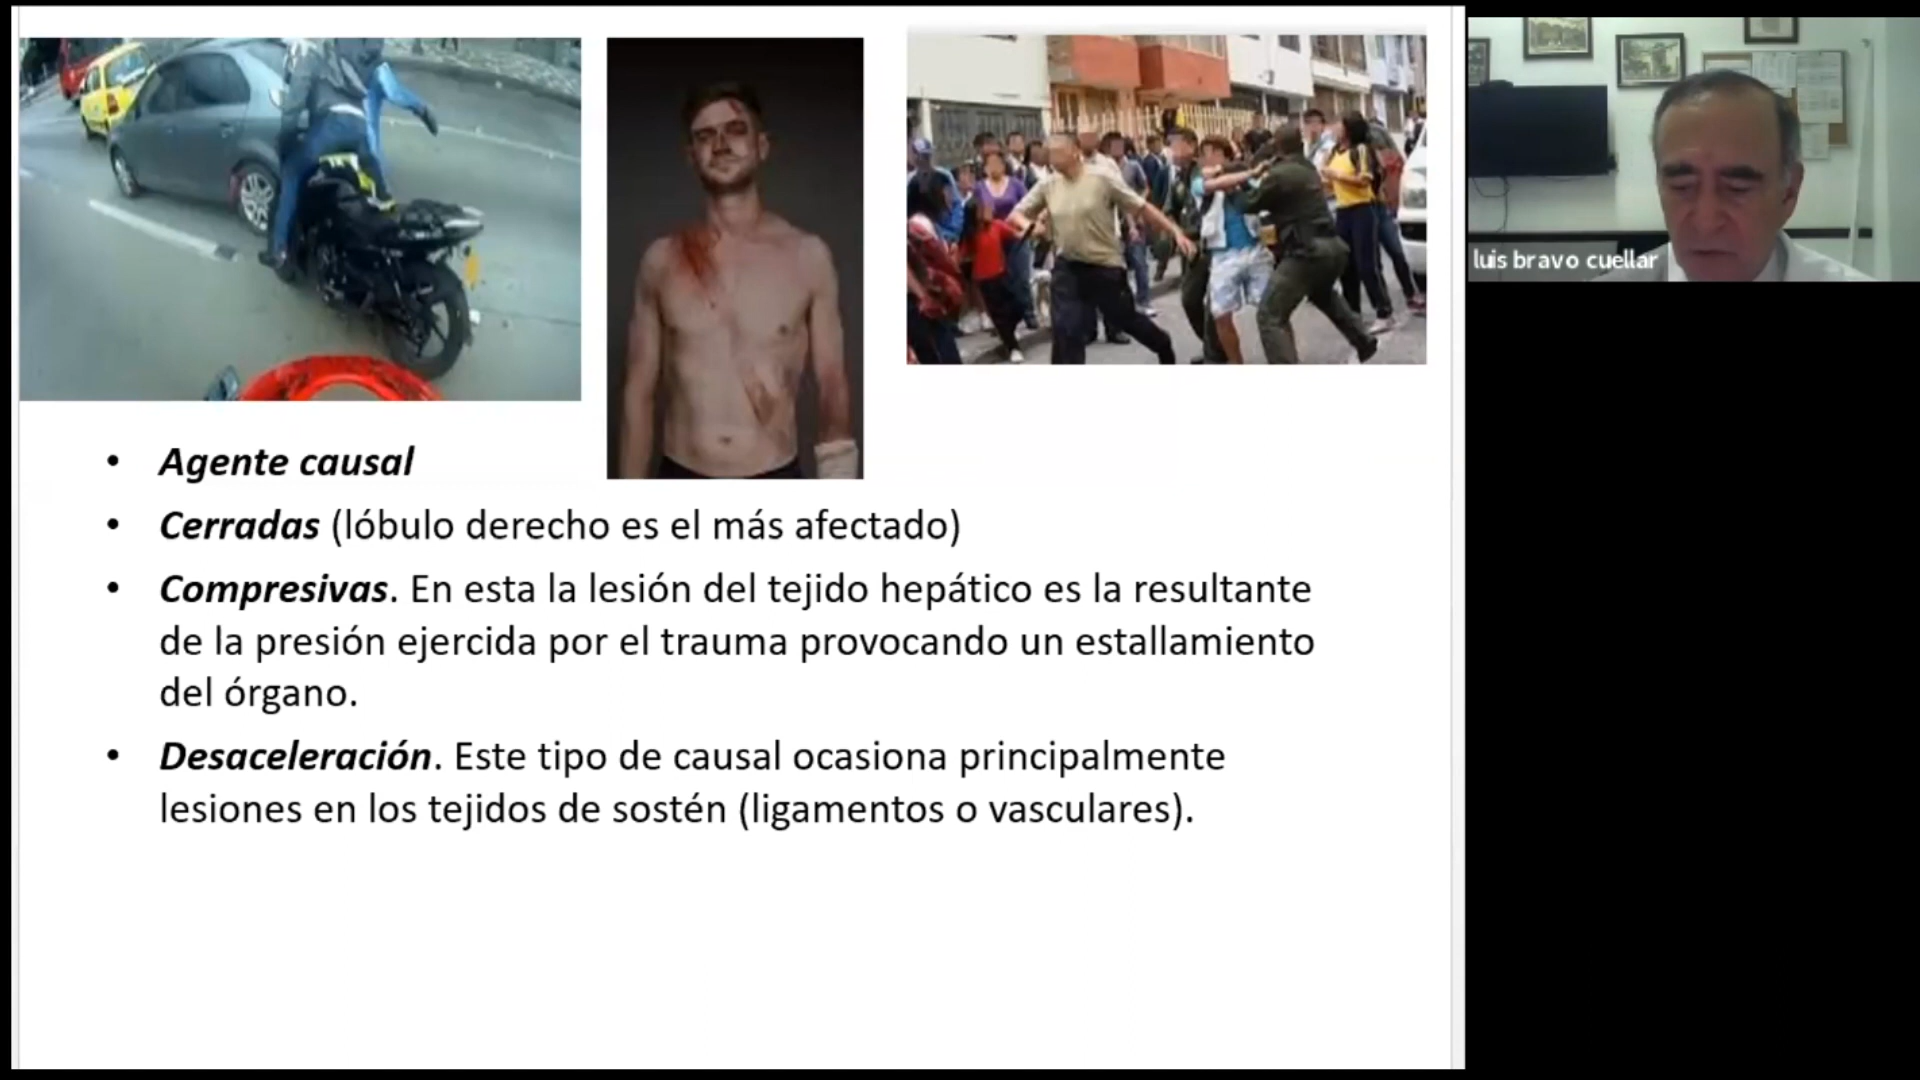 luis bravo cuellar
• Agente causal
• Cerradas (lóbulo derecho es el más afectado)
• Compresivas. En esta la lesión del tejido hepático es la resultante
de la presión ejercida por el trauma provocando un estallamiento
del órgano.
• Desaceleración. Este tipo de causal ocasiona principalmente
lesiones en los tejidos de sostén (ligamentos o vasculares).